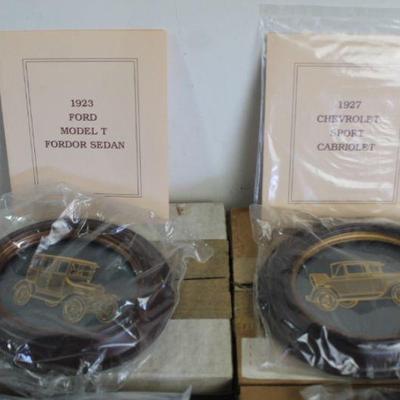 1923
FORD
MODEL T
FORDOR SEDAN
1927
CHEVROLET
SPORT
CABRIOLET